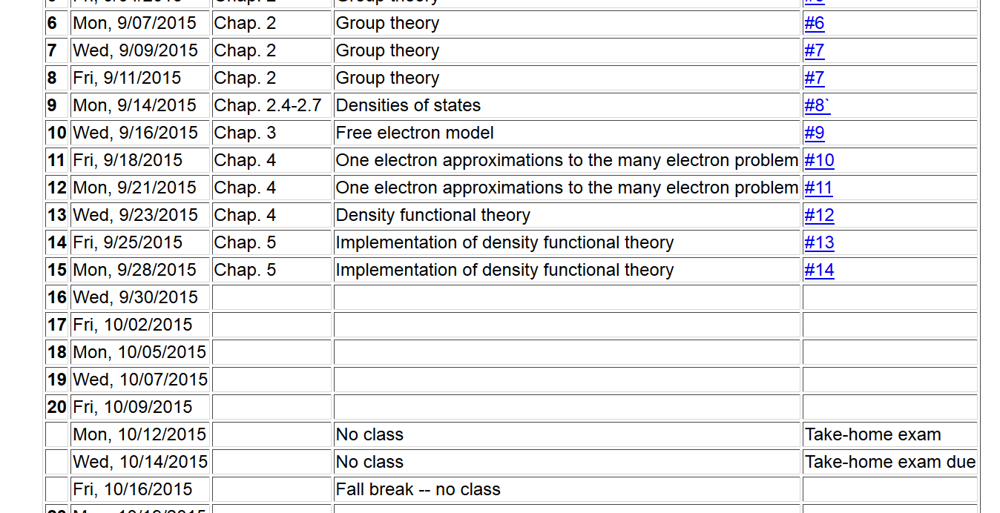 6 Mon, 9/07/2015 Chap. 2 Group theory #6
7 Wed, 9/09/2015 Chap. 2 Group theory #7
8 Fri, 9/11/2015 Chap. 2 Group theory #7
9 Mon, 9/14/2015 Chap. 2.4-2.7 Densities of states #8`
10 Wed, 9/16/2015 Chap. 3 Free electron model #9
11 Fri, 9/18/2015 Chap. 4 One electron approximations to the many electron problem #10
12 Mon, 9/21/2015 Chap. 4 One electron approximations to the many electron problem #11
13 Wed, 9/23/2015 Chap. 4 Density functional theory #12
14 Fri, 9/25/2015 Chap. 5 Implementation of density functional theory #13
15 Mon, 9/28/2015 Chap. 5 Implementation of density functional theory #14
16 Wed, 9/30/2015
17 Fri, 10/02/2015
18 Mon, 10/05/2015
19 Wed, 10/07/2015
20 Fri, 10/09/2015
Mon, 10/12/2015 No class Take-home exam
Wed, 10/14/2015 No class Take-home exam due
Fri, 10/16/2015 Fall break -- no class